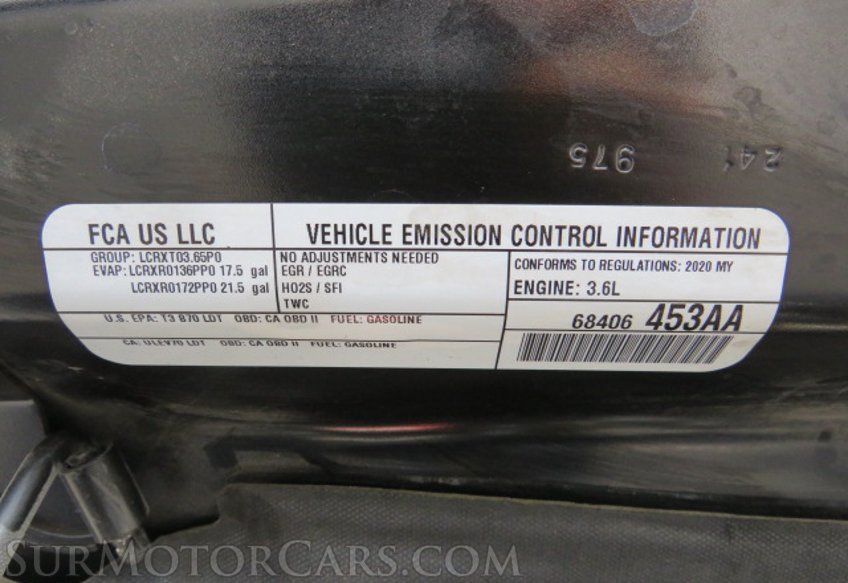 241 975
FCA US LLC
VEHICLE EMISSION CONTROL INFORMATION
GROUP: LCRXT03.65P0
EVAP: LCRXR0136PP0 17.5 gal
LCRXR0172PP0 21.5 gal
NO ADJUSTMENTS NEEDED
EGR / EGRC
HO2S / SFI
TWC
CONFORMS TO REGULATIONS: 2020 MY
ENGINE: 3.6L
U.S. EPA: T3 B70 LDT OBD: CA OBD II FUEL: GASOLINE
CA: ULEV70 LDT OBD: CA OBD II FUEL: GASOLINE
68406 453AA
SURMOTORCARS.COM